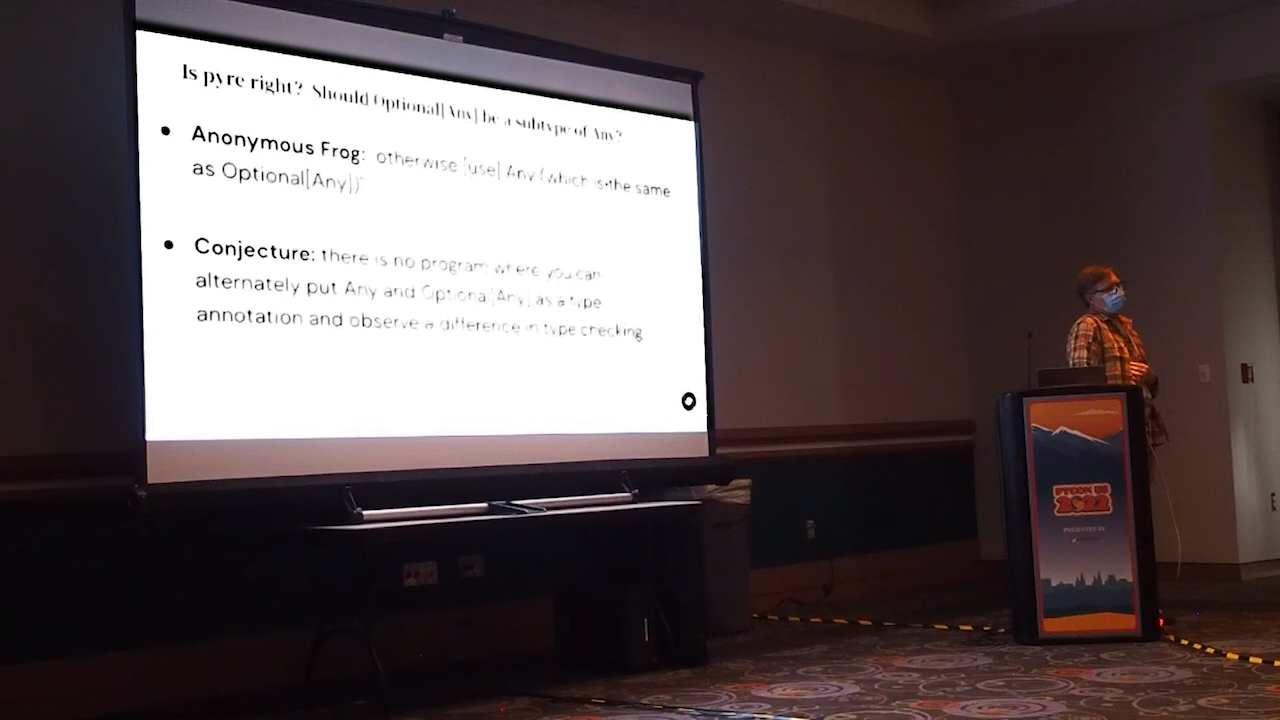 Is pyre right? Should Optional[Any] be a subtype of Any?
• Anonymous Frog: otherwise [use] Any (which is the same
as Optional[Any])"
• Conjecture: there is no program where you can
alternately put Any and Optional[Any] as a type
annotation and observe a difference in type checking
PYCON US
2022
PRESENTED BY